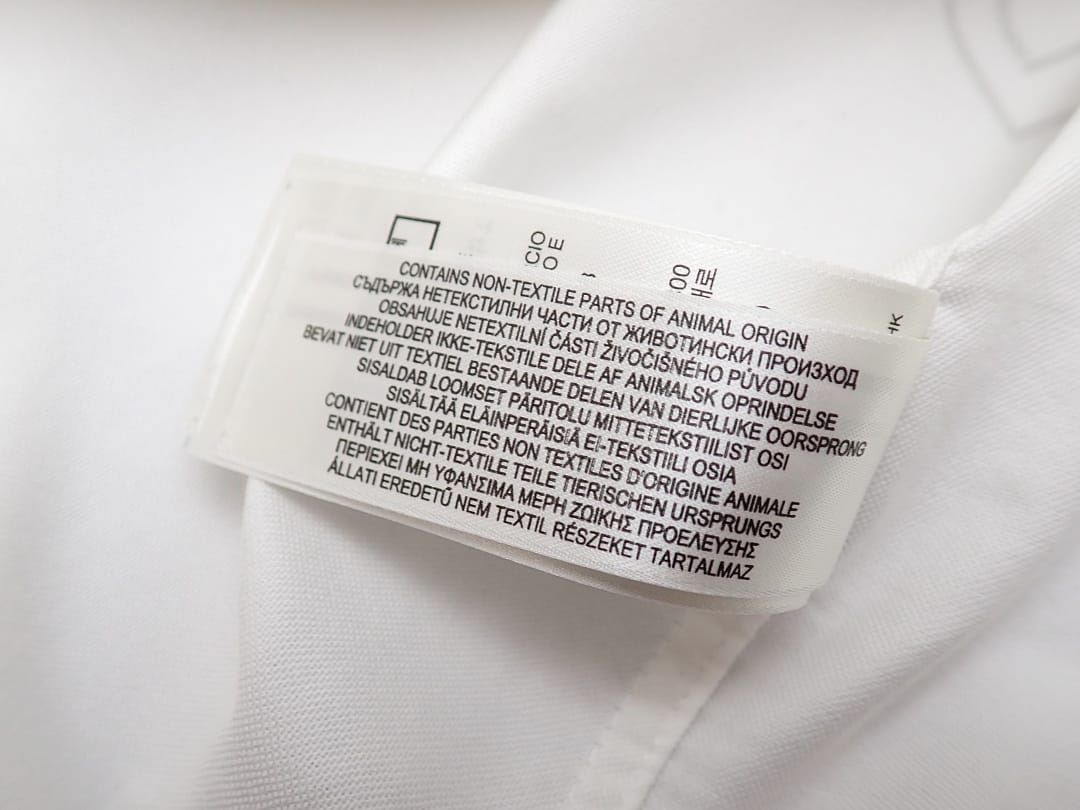 CIO
OE
OO
CONTAINS NON-TEXTILE PARTS OF ANIMAL ORIGIN
СЪДЪРЖА НЕТЕКСТИЛНИ ЧАСТИ ОТ ЖИВОТИНСКИ ПРОИЗХОД
OBSAHUJE NETEXTILNÍ ČÁSTI ŽIVOČIŠNÉHO PŮVODU
INDEHOLDER IKKE-TEKSTILE DELE AF ANIMALSK OPRINDELSE
BEVAT NIET UIT TEXTIEL BESTAANDE DELEN VAN DIERLIJKE OORSPRONG
SISALDAB LOOMSET PÄRITOLU MITTETEKSTIILIST OSI
SISÄLTÄÄ ELÄINPERÄISIÄ EI-TEKSTIILI OSIA
CONTIENT DES PARTIES NON TEXTILES D'ORIGINE ANIMALE
ENTHÄLT NICHT-TEXTILE TEILE TIERISCHEN URSPRUNGS
ΠΕΡΙΕΧΕΙ ΜΗ ΥΦΑΝΣΙΜΑ ΜΕΡΗ ΖΩΙΚΗΣ ΠΡΟΕΛΕΥΣΗΣ
ÁLLATI EREDETŰ NEM TEXTIL RÉSZEKET TARTALMAZ